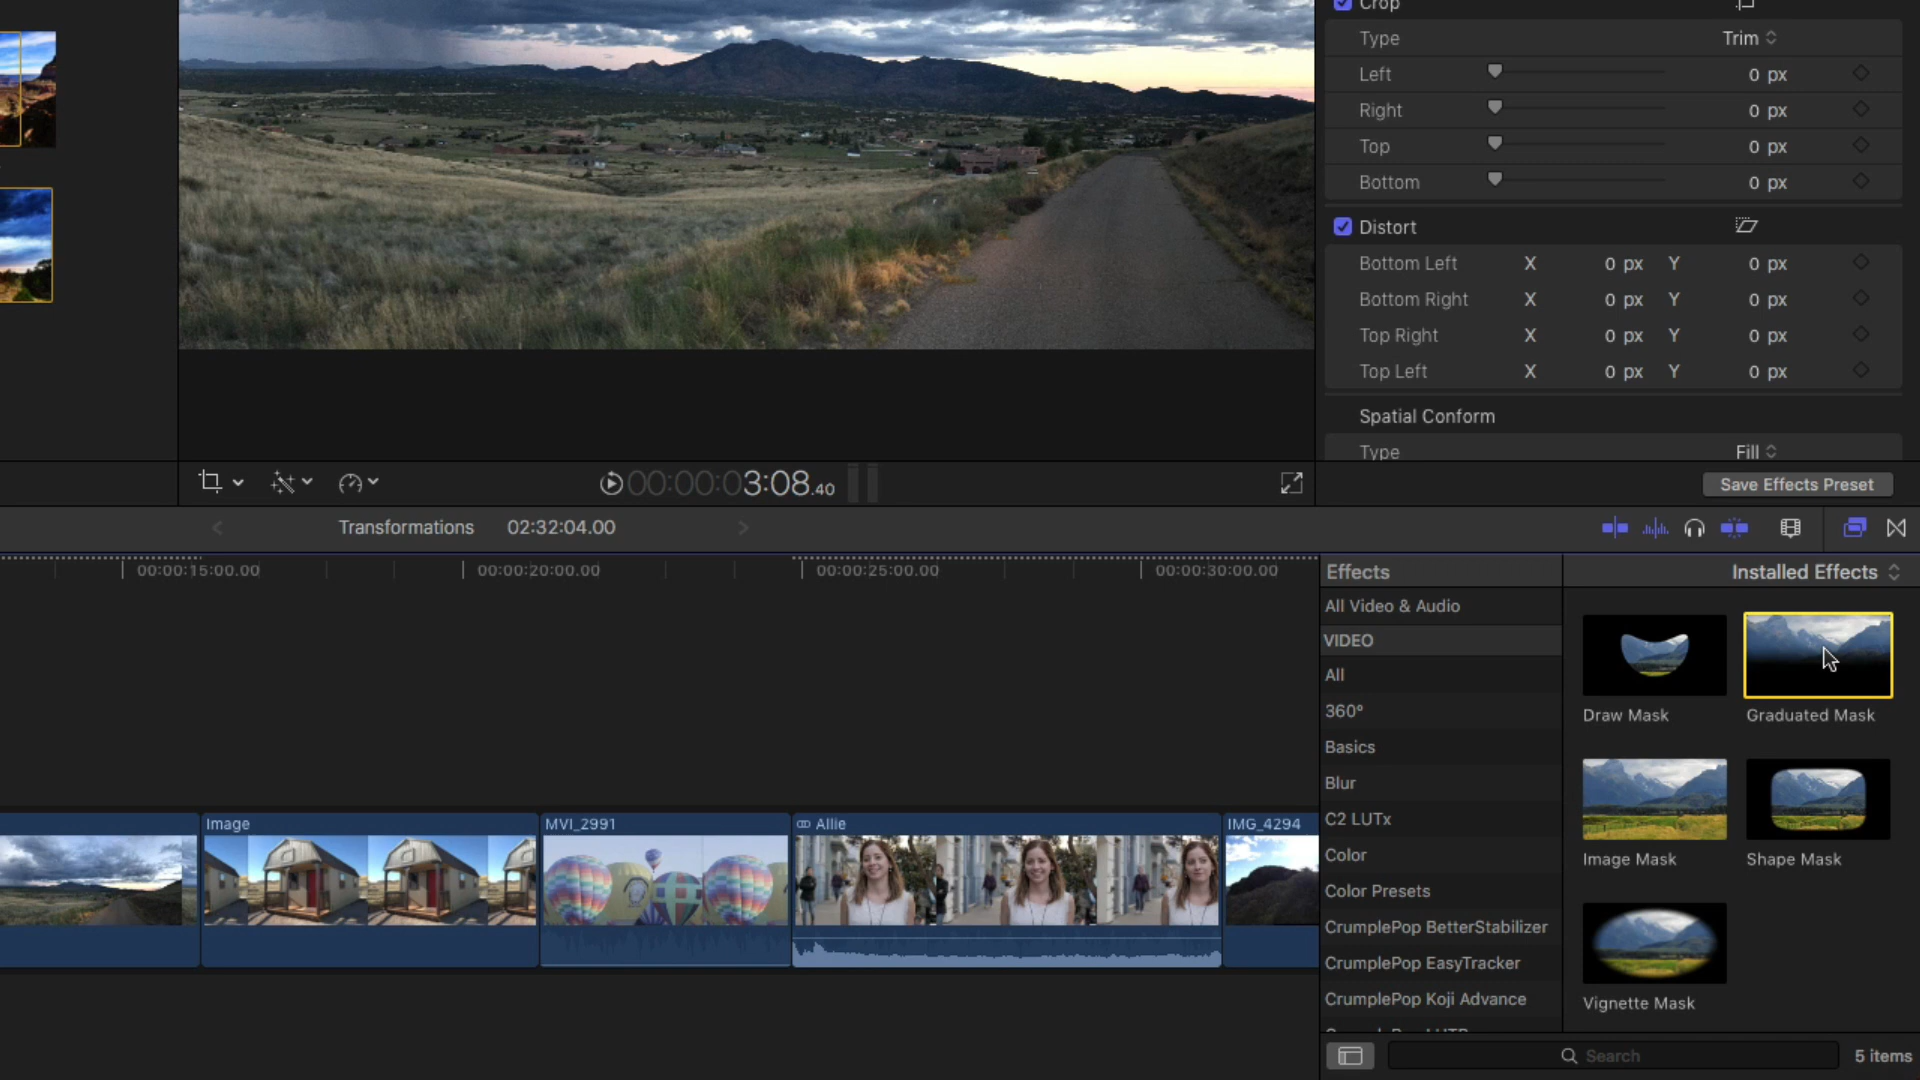 Crop
Type Trim
Left 0 px
Right 0 px
Top 0 px
Bottom 0 px
Distort
Bottom Left X 0 px Y 0 px
Bottom Right X 0 px Y 0 px
Top Right X 0 px Y 0 px
Top Left X 0 px Y 0 px
Spatial Conform
Type Fill
00:00:03:08.40
Save Effects Preset
Transformations 02:32:04.00
00:00:15:00.00 00:00:20:00.00 00:00:25:00.00 00:00:30:00.00
Effects
Installed Effects
All Video & Audio
VIDEO
All
360°
Basics
Blur
C2 LUTx
Color
Color Presets
CrumplePop BetterStabilizer
CrumplePop EasyTracker
CrumplePop Koji Advance
Draw Mask
Graduated Mask
Image Mask
Shape Mask
Vignette Mask
Image
MVI_2991
Allie
IMG_4294
Search
5 items